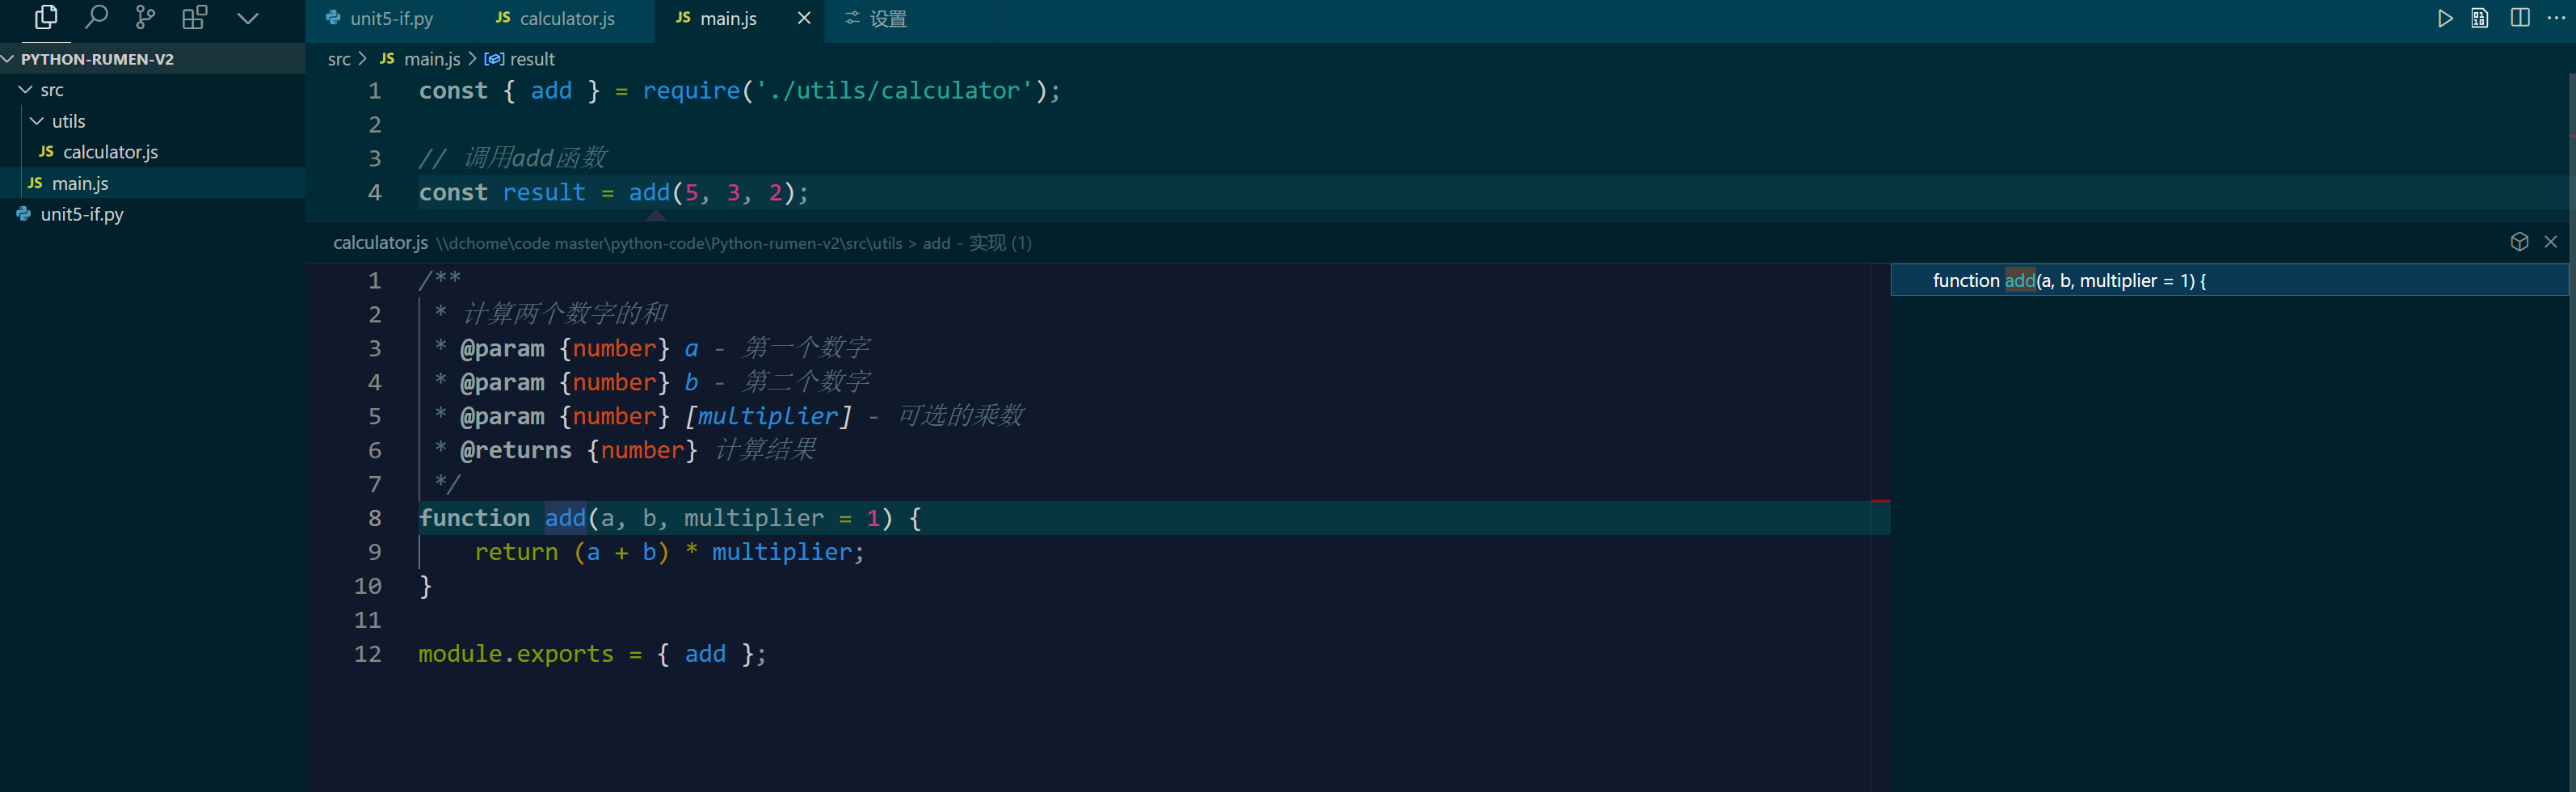 unit5-if.py
JS calculator.js
JS main.js
设置
PYTHON-RUMEN-V2
src
utils
JS calculator.js
JS main.js
unit5-if.py
src > JS main.js > result
1 const { add } = require('./utils/calculator');
2
3 // 调用add函数
4 const result = add(5, 3, 2);
calculator.js \\dchome\code master\python-code\Python-rumen-v2\src\utils > add - 实现 (1)
1 /**
2 * 计算两个数字的和
3 * @param {number} a - 第一个数字
4 * @param {number} b - 第二个数字
5 * @param {number} [multiplier] - 可选的乘数
6 * @returns {number} 计算结果
7 */
8 function add(a, b, multiplier = 1) {
9 return (a + b) * multiplier;
10 }
11
12 module.exports = { add };
function add(a, b, multiplier = 1) {